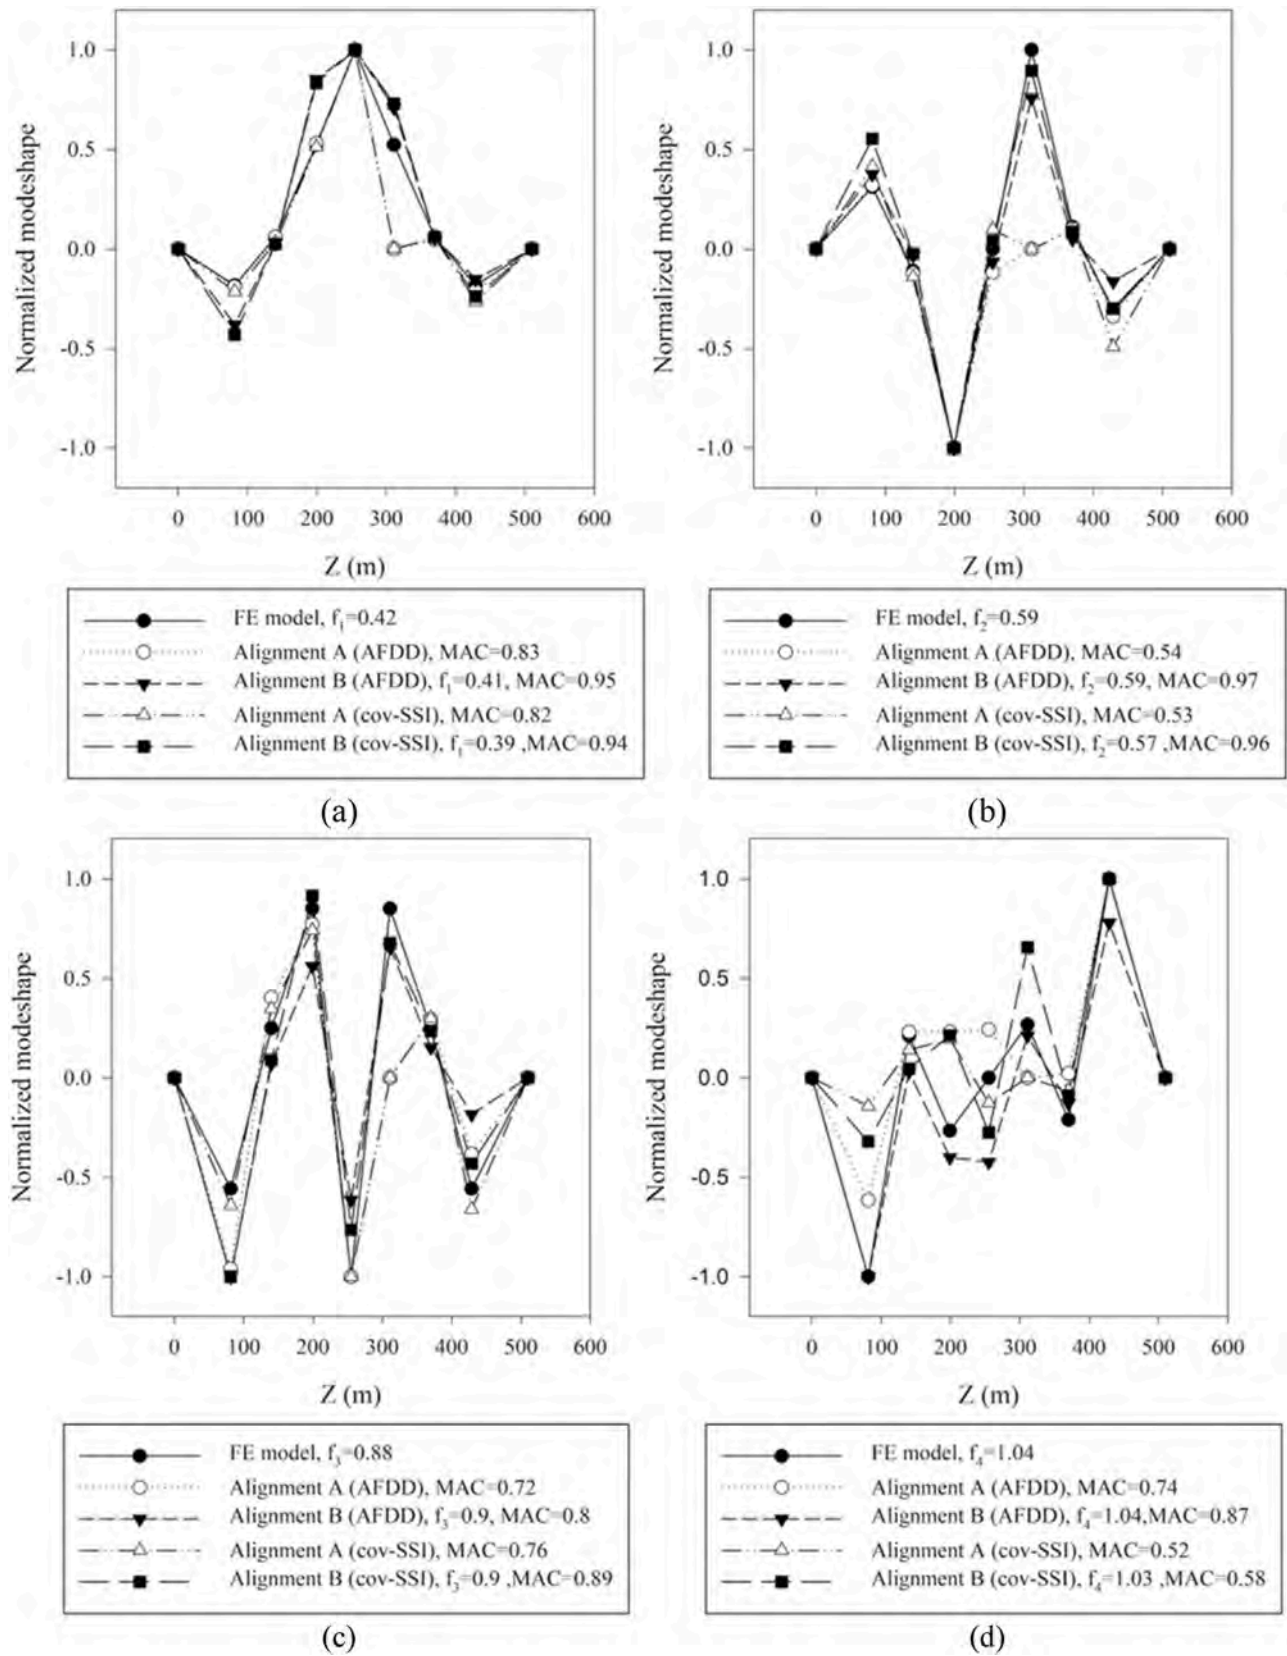 Normalized modeshape
1.0
0.5
0.0
-0.5
-1.0
0 100 200 300 400 500 600
Z (m)
FE model, f1=0.42
Alignment A (AFDD), MAC=0.83
Alignment B (AFDD), f1=0.41, MAC=0.95
Alignment A (cov-SSI), MAC=0.82
Alignment B (cov-SSI), f1=0.39 ,MAC=0.94
(a)
Normalized modeshape
1.0
0.5
0.0
-0.5
-1.0
0 100 200 300 400 500 600
Z (m)
FE model, f2=0.59
Alignment A (AFDD), MAC=0.54
Alignment B (AFDD), f2=0.59, MAC=0.97
Alignment A (cov-SSI), MAC=0.53
Alignment B (cov-SSI), f2=0.57 ,MAC=0.96
(b)
Normalized modeshape
1.0
0.5
0.0
-0.5
-1.0
0 100 200 300 400 500 600
Z (m)
FE model, f3=0.88
Alignment A (AFDD), MAC=0.72
Alignment B (AFDD), f3=0.9, MAC=0.8
Alignment A (cov-SSI), MAC=0.76
Alignment B (cov-SSI), f3=0.9 ,MAC=0.89
(c)
Normalized modeshape
1.0
0.5
0.0
-0.5
-1.0
0 100 200 300 400 500 600
Z (m)
FE model, f4=1.04
Alignment A (AFDD), MAC=0.74
Alignment B (AFDD), f4=1.04,MAC=0.87
Alignment A (cov-SSI), MAC=0.52
Alignment B (cov-SSI), f4=1.03 ,MAC=0.58
(d)